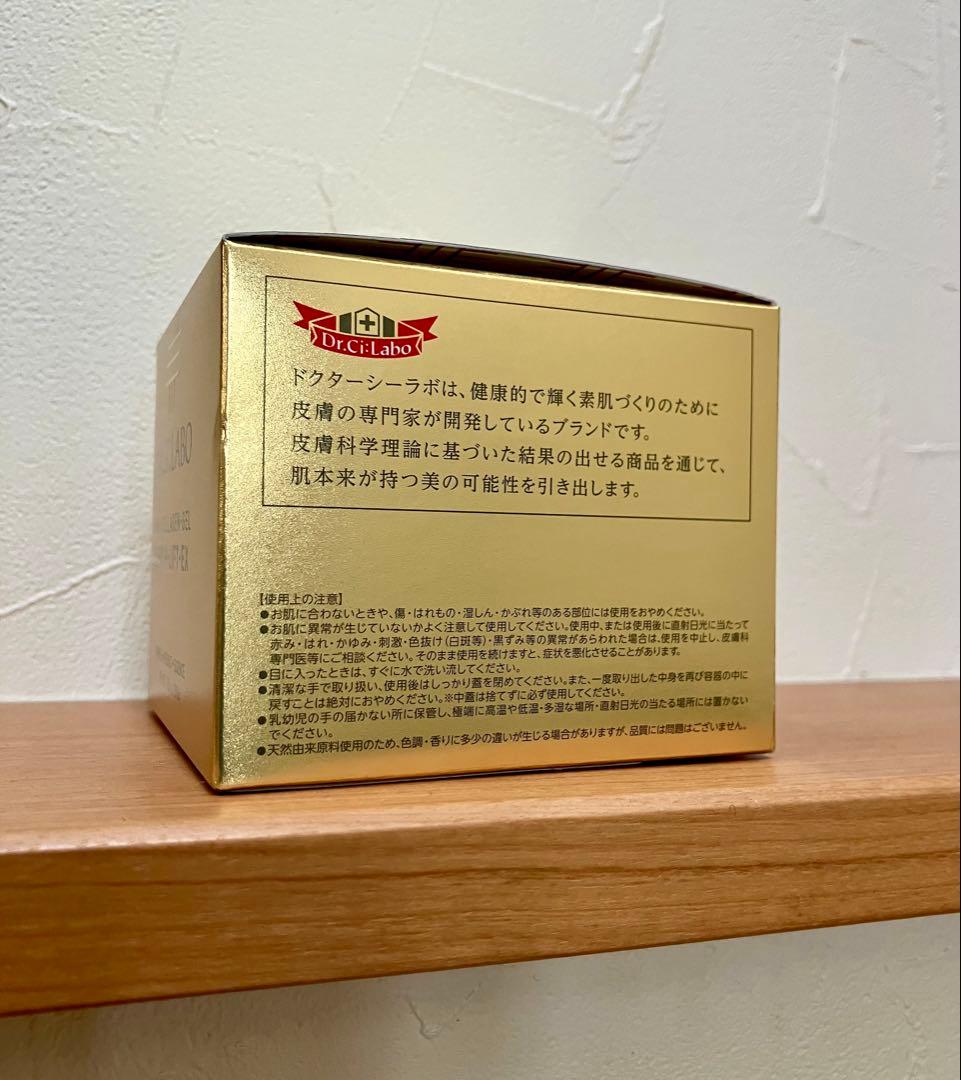 Dr.Ci:Labo
ドクターシーラボは、健康的で輝く素肌づくりのために
皮膚の専門家が開発しているブランドです。
皮膚科学理論に基づいた結果の出せる商品を通じて、
肌本来が持つ美の可能性を引き出します。
【使用上の注意】
●お肌に合わないときや、傷・はれもの・湿しん・かぶれ等のある部位には使用をおやめください。
●お肌に異常が生じていないかよく注意して使用してください。使用中、または使用後に直射日光に当たって
赤み・はれ・かゆみ・刺激・色抜け(白斑等)・黒ずみ等の異常があらわれた場合は、使用を中止し、皮膚科
専門医等にご相談ください。そのまま使用を続けますと、症状を悪化させることがあります。
●目に入ったときは、すぐに水で洗い流してください。
●清潔な手で取り扱い、使用後はしっかり蓋を閉めてください。また、一度取り出した中身を再び容器の中に
戻すことは絶対におやめください。※中蓋は捨てずに必ず使用してください。
●乳幼児の手の届かない所に保管し、極端に高温や低温・多湿な場所・直射日光の当たる場所には置かない
でください。
●天然由来原料使用のため、色調・香りに多少の違いが生じる場合がありますが、品質には問題はございません。
LABO